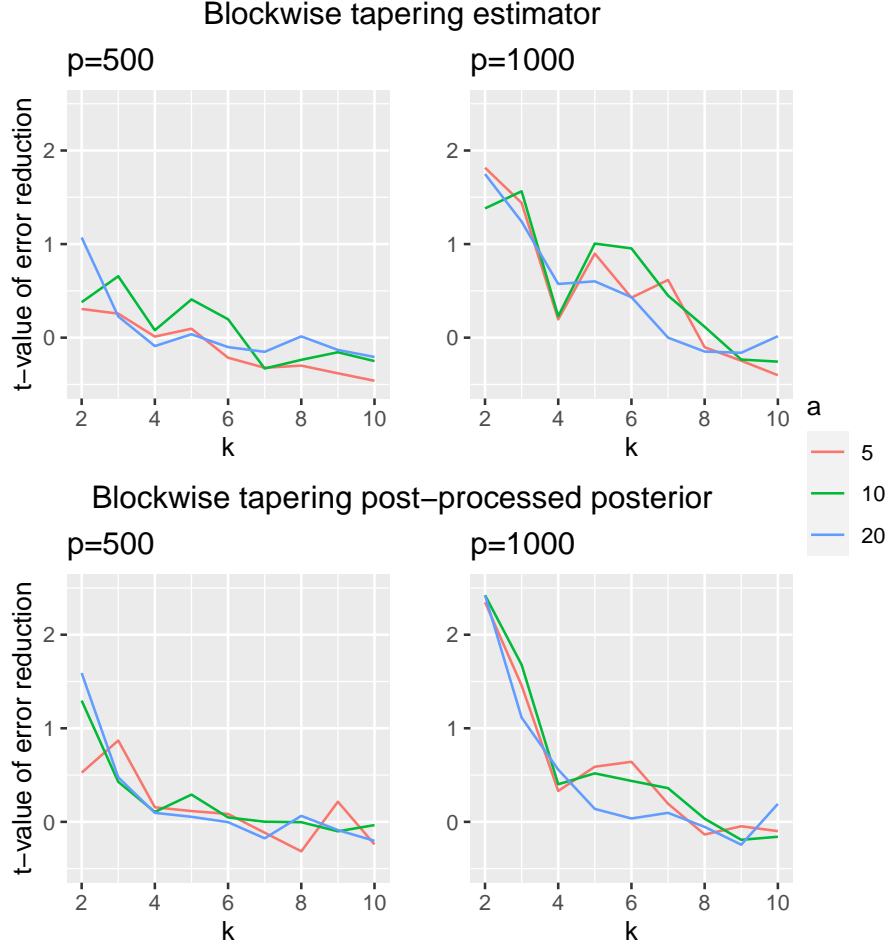 Blockwise tapering estimator
p=500
p=1000
t−value of error reduction
2
1
0
2 4 6 8 10
k
2
1
0
2 4 6 8 10
k
a
5
10
20
Blockwise tapering post−processed posterior
p=500
p=1000
t−value of error reduction
2
1
0
2 4 6 8 10
k
2
1
0
2 4 6 8 10
k